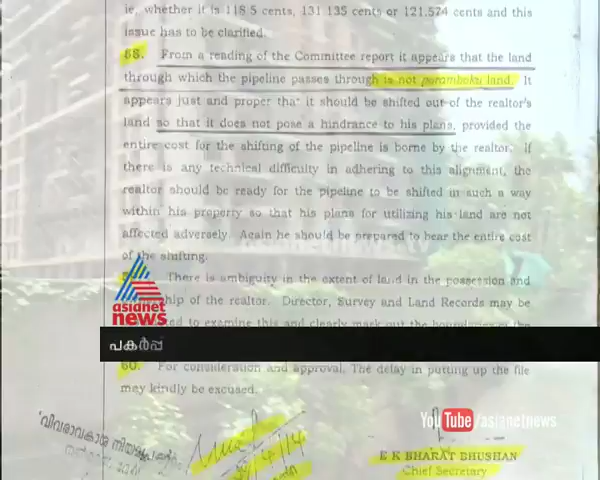 ie, whether it is 118.5 cents, 131.135 cents or 121.574 cents and this
issue has to be clarified.
58. From a reading of the Committee report it appears that the land
through which the pipeline passes through is not poramboku land. It
appears just and proper that it should be shifted out of the realtor's
land so that it does not pose a hindrance to his plans, provided the
entire cost for the shifting of the pipeline is borne by the realtor. If
there is any technical difficulty in adhering to this alignment, the
realtor should be ready for the pipeline to be shifted in such a way
within his property so that his plans for utilizing his land are not
affected adversely. Again he should be prepared to bear the entire cost
of the shifting.
There is ambiguity in the extent of land in the possession and
ship of the realtor. Director, Survey and Land Records may be
to examine this and clearly mark out the
asianet
news
പകർപ്പ്
60. For consideration and approval. The delay in putting up the file
may kindly be excused.
YouTube/asianetnews
E K BHARAT BHUSHAN
Chief Secretary